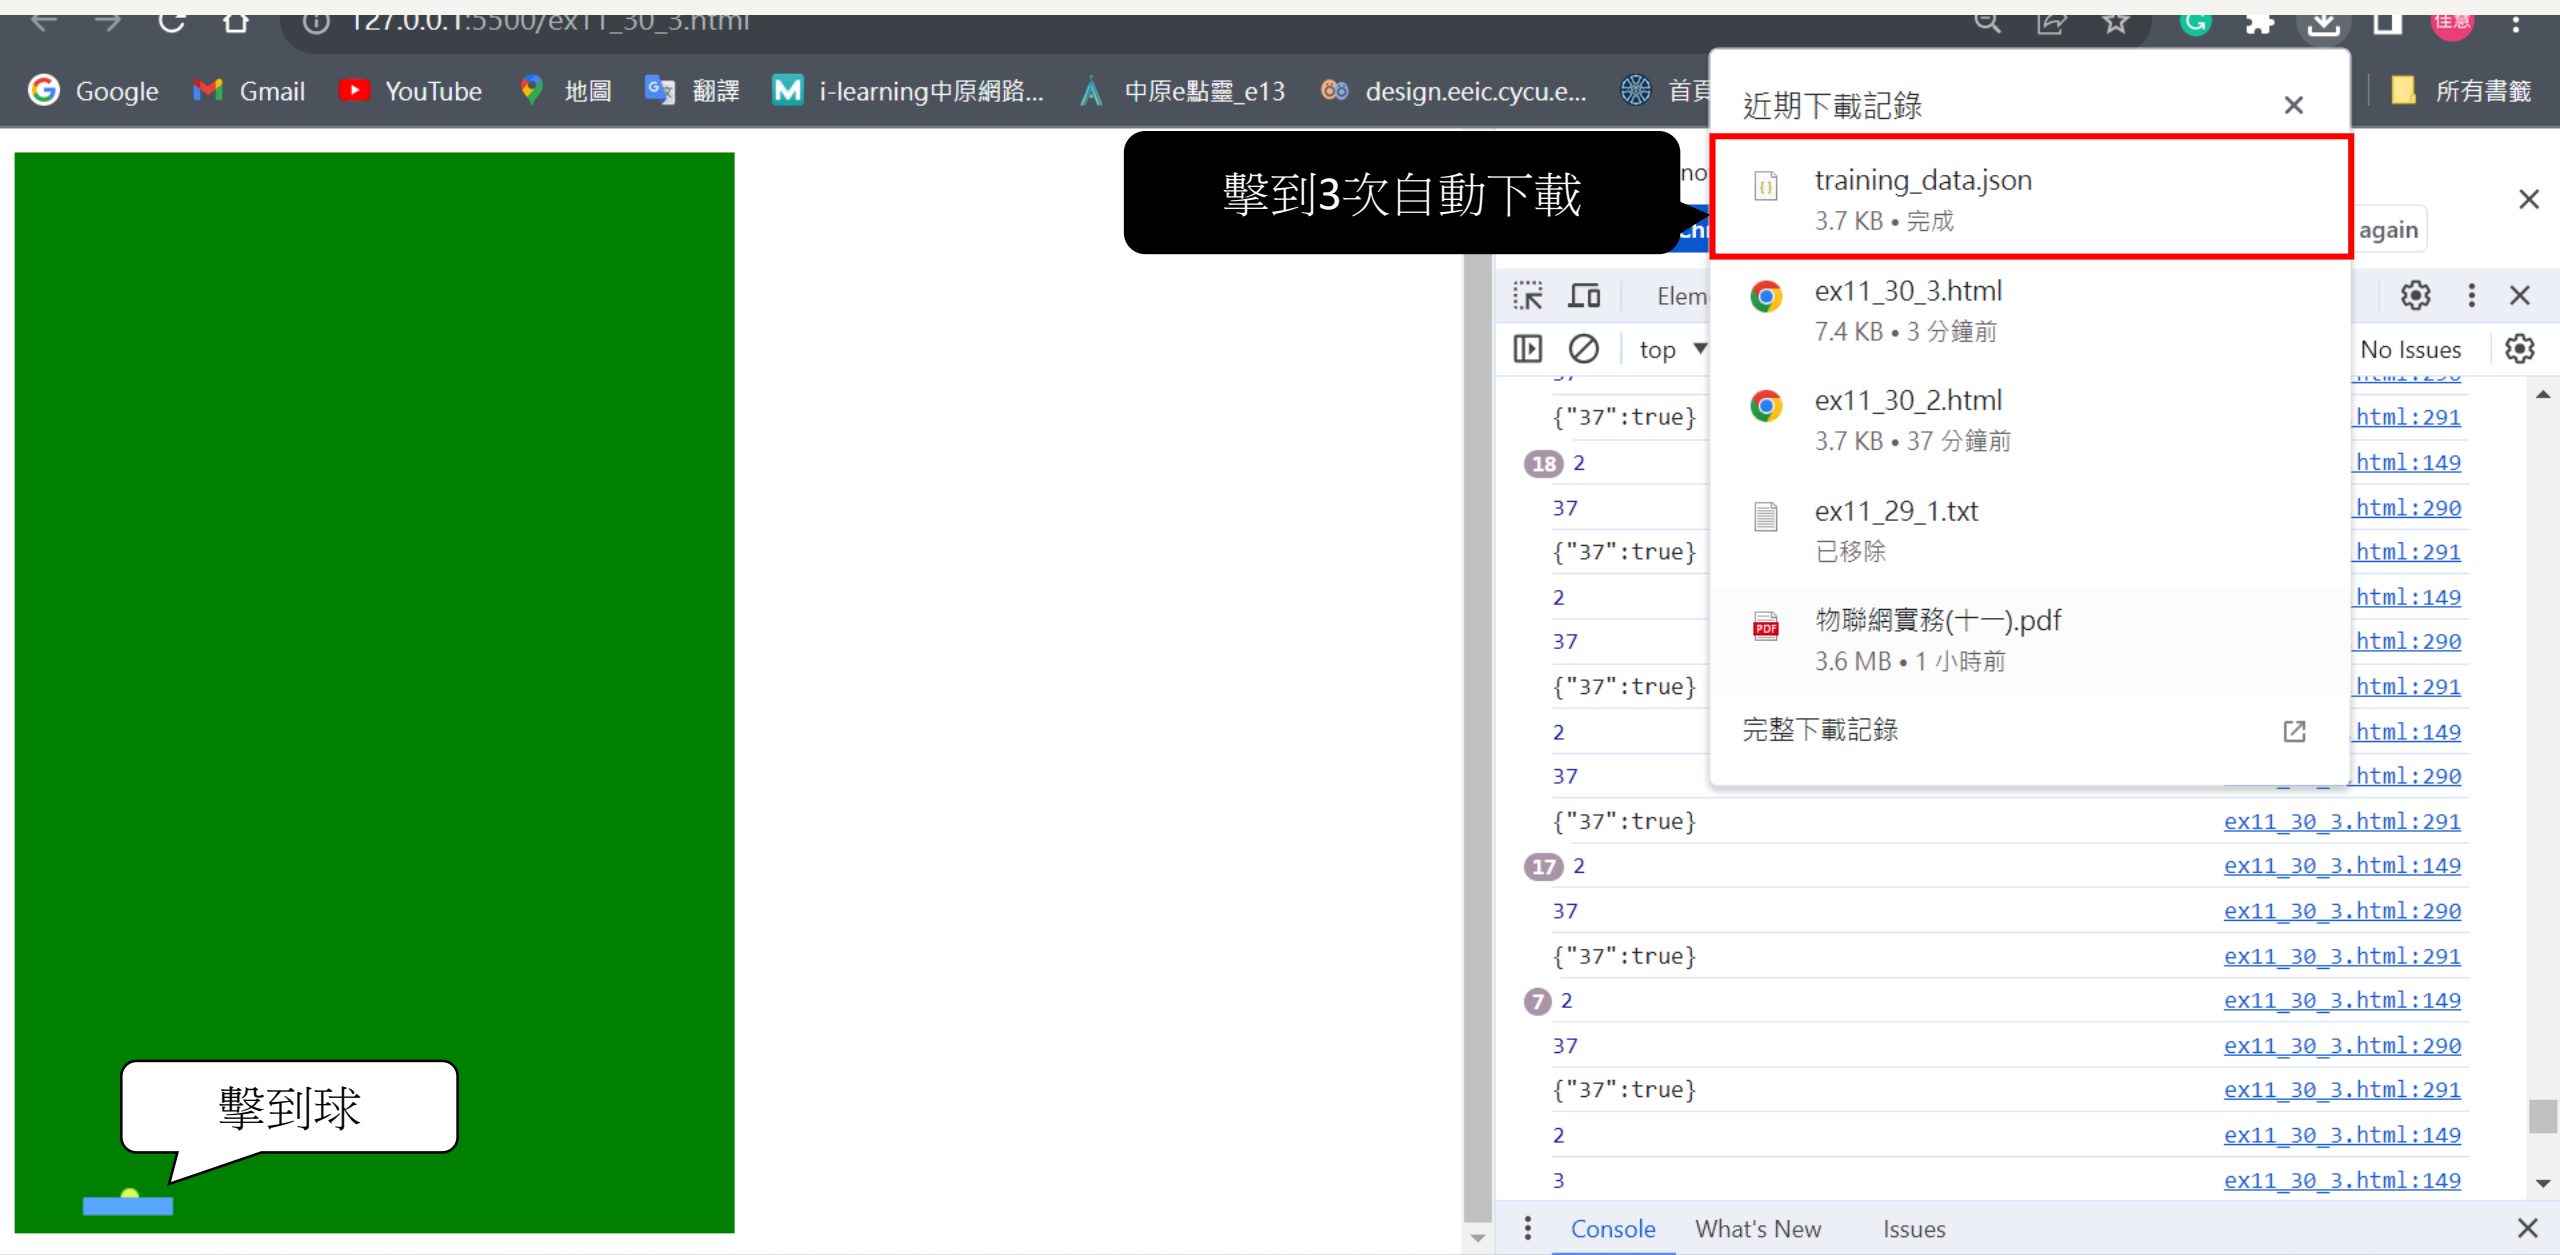 127.0.0.1:5500/ex11_30_3.html
佳慧
Google Gmail YouTube 地圖 翻譯 i-learning中原網路... 中原e點靈_e13 design.eeic.cycu.e... 首頁 所有書籤
近期下載記錄
training_data.json
3.7 KB • 完成
ex11_30_3.html
7.4 KB • 3 分鐘前
ex11_30_2.html
3.7 KB • 37 分鐘前
ex11_29_1.txt
已移除
物聯網實務(十一).pdf
3.6 MB • 1 小時前
完整下載記錄
擊到3次自動下載
擊到球
again
Elem
top ▼ No Issues
{"37":true} html:291
18 2 html:149
37 html:290
{"37":true} html:291
2 html:149
37 html:290
{"37":true} html:291
2 html:149
37 html:290
{"37":true} ex11_30_3.html:291
17 2 ex11_30_3.html:149
37 ex11_30_3.html:290
{"37":true} ex11_30_3.html:291
7 2 ex11_30_3.html:149
37 ex11_30_3.html:290
{"37":true} ex11_30_3.html:291
2 ex11_30_3.html:149
3 ex11_30_3.html:149
Console What's New Issues